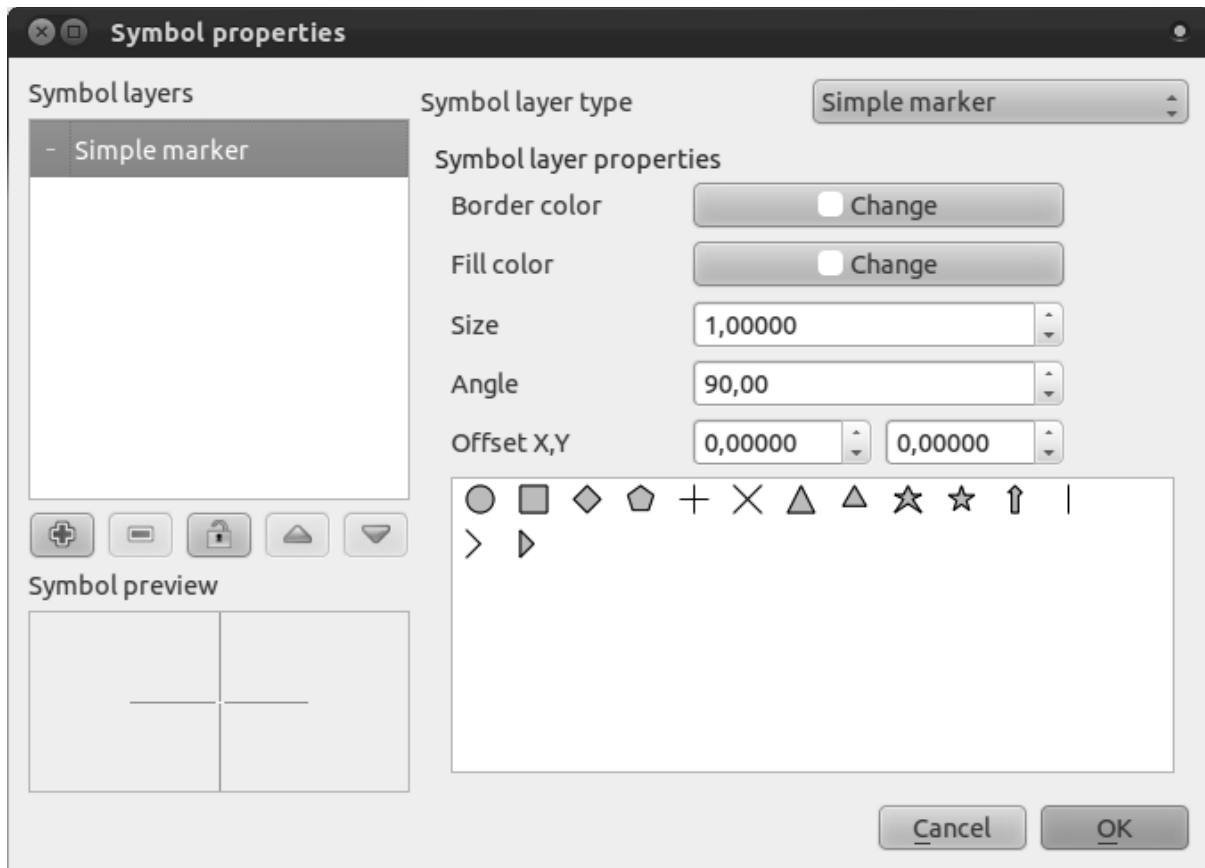 Symbol properties
Symbol layers
Simple marker
Symbol preview
Symbol layer type
Simple marker
Symbol layer properties
Border color
Change
Fill color
Change
Size
1,00000
Angle
90,00
Offset X,Y
0,00000
0,00000
Cancel
OK